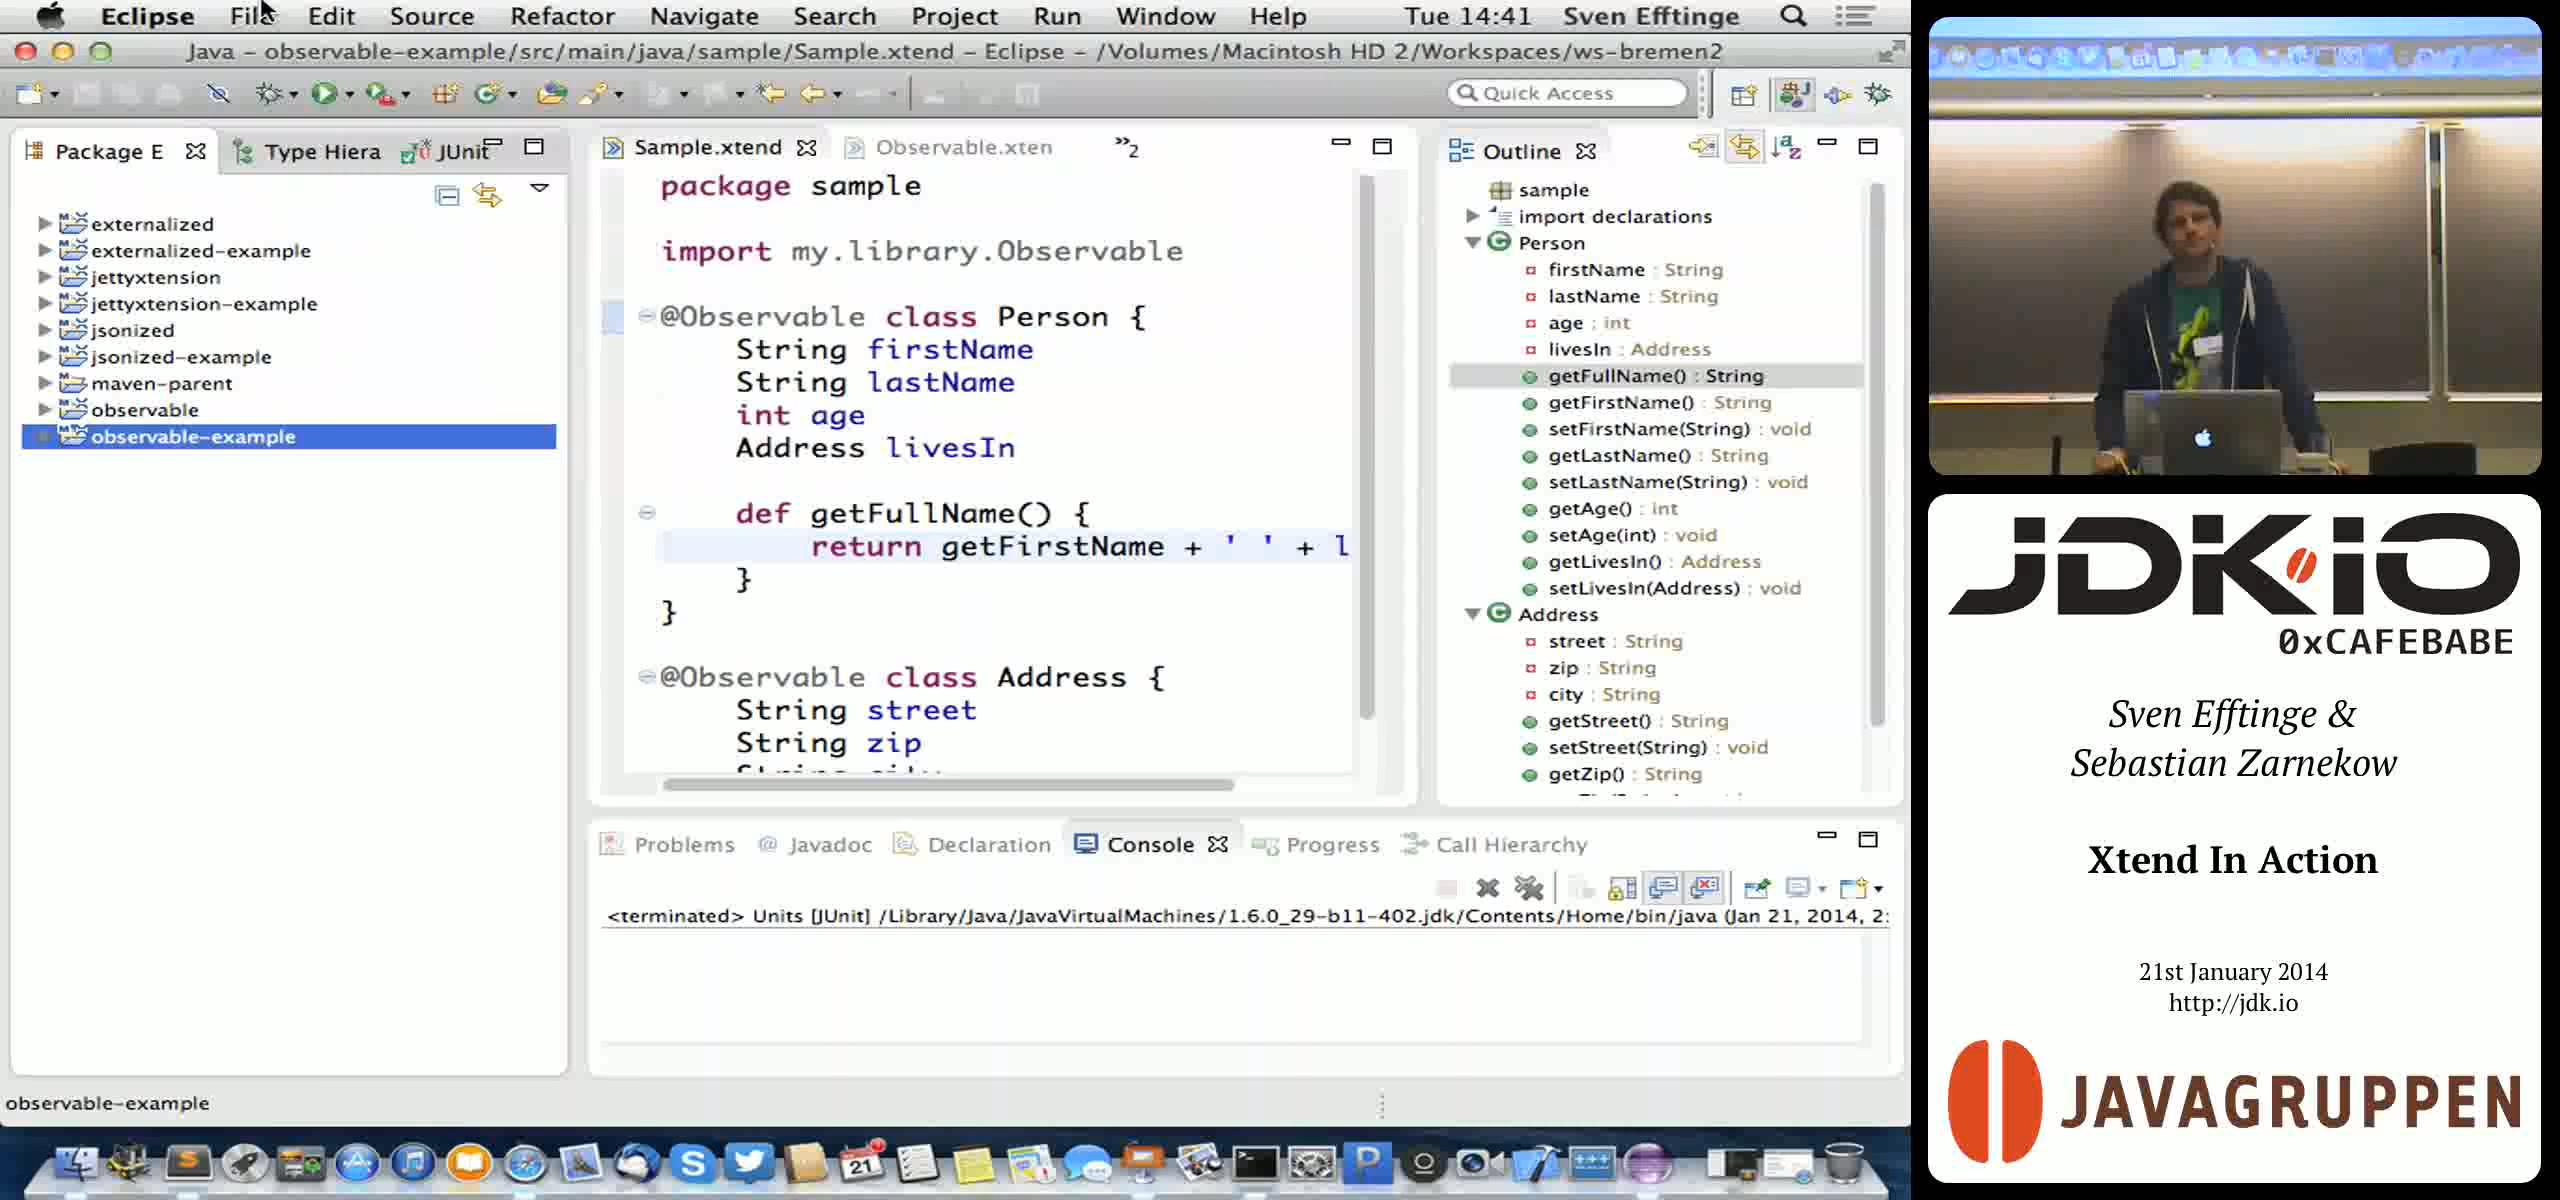 Eclipse File Edit Source Refactor Navigate Search Project Run Window Help Tue 14:41 Sven Efftinge
Java – observable-example/src/main/java/sample/Sample.xtend – Eclipse – /Volumes/Macintosh HD 2/Workspaces/ws-bremen2
Quick Access
Package E Type Hiera JUnit
externalized
externalized-example
jettyxtension
jettyxtension-example
jsonized
jsonized-example
maven-parent
observable
observable-example
Sample.xtend Observable.xten »2
package sample
import my.library.Observable
@Observable class Person {
String firstName
String lastName
int age
Address livesIn
def getFullName() {
return getFirstName + ' ' + l
}
}
@Observable class Address {
String street
String zip
String city
Outline
sample
import declarations
Person
firstName : String
lastName : String
age : int
livesIn : Address
getFullName() : String
getFirstName() : String
setFirstName(String) : void
getLastName() : String
setLastName(String) : void
getAge() : int
setAge(int) : void
getLivesIn() : Address
setLivesIn(Address) : void
Address
street : String
zip : String
city : String
getStreet() : String
setStreet(String) : void
getZip() : String
Problems @ Javadoc Declaration Console Progress Call Hierarchy
<terminated> Units [JUnit] /Library/Java/JavaVirtualMachines/1.6.0_29-b11-402.jdk/Contents/Home/bin/java (Jan 21, 2014, 2:
observable-example
21
JDK.IO
0xCAFEBABE
Sven Efftinge &
Sebastian Zarnekow
Xtend In Action
21st January 2014
http://jdk.io
JAVAGRUPPEN